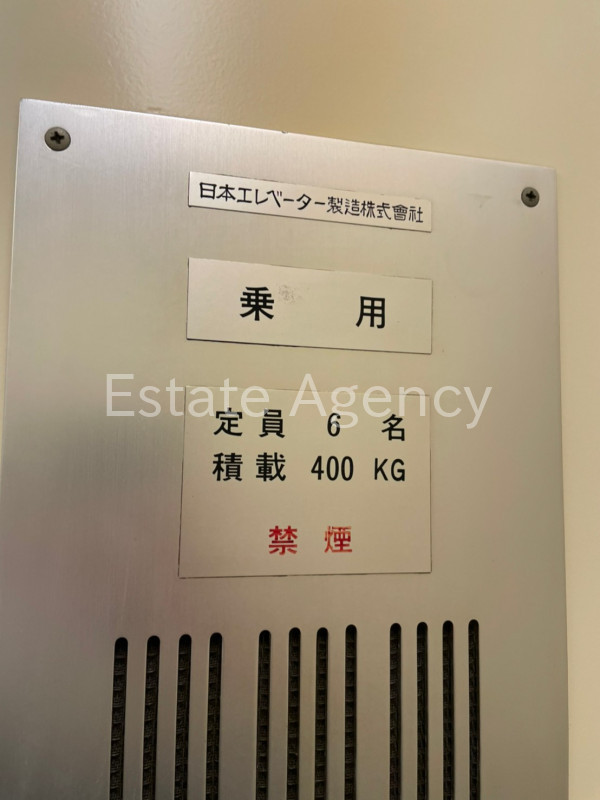 日本エレベーター製造株式會社
乗 用
Estate Agency
定員 6 名
積載 400 KG
禁煙